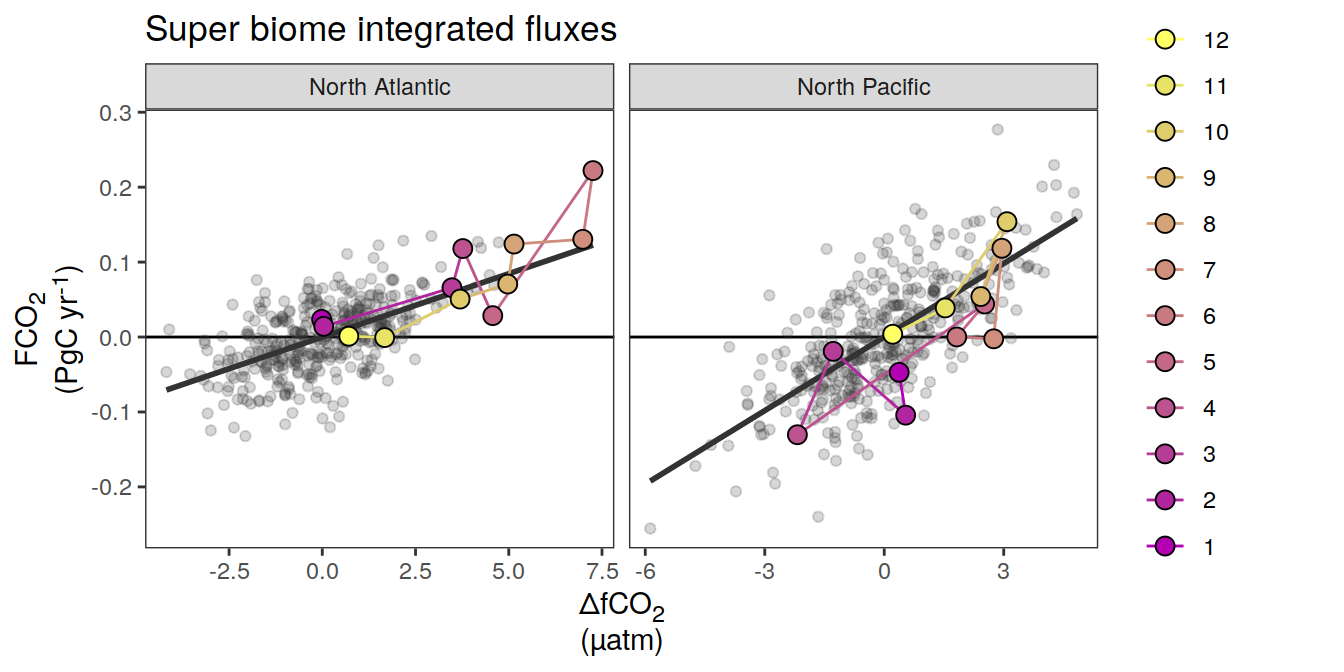 Super biome integrated fluxes
North Atlantic
North Pacific
FCO₂
(PgC yr⁻¹)
0.3
0.2
0.1
0.0
-0.1
-0.2
-2.5 0.0 2.5 5.0 7.5
-6 -3 0 3
ΔfCO₂
(µatm)
12
11
10
9
8
7
6
5
4
3
2
1